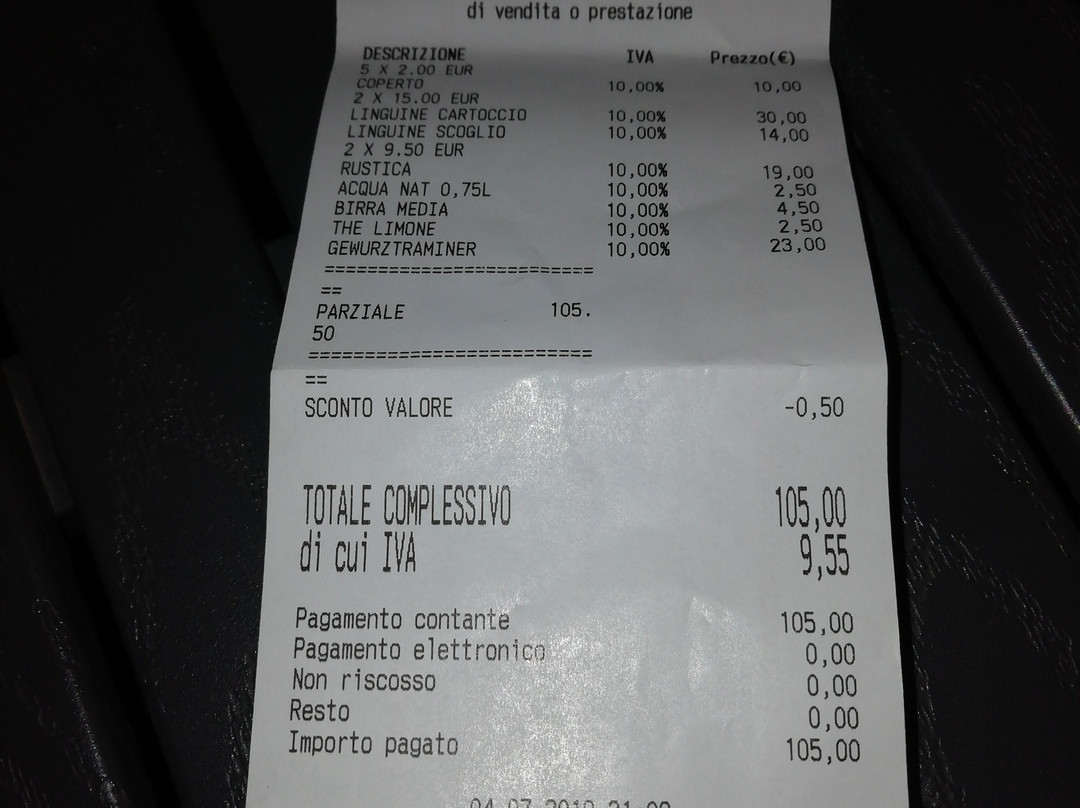 di vendita o prestazione
DESCRIZIONE IVA Prezzo(€)
5 X 2.00 EUR
COPERTO 10,00% 10,00
2 X 15.00 EUR
LINGUINE CARTOCCIO 10,00% 30,00
LINGUINE SCOGLIO 10,00% 14,00
2 X 9.50 EUR
RUSTICA 10,00% 19,00
ACQUA NAT 0,75L 10,00% 2,50
BIRRA MEDIA 10,00% 4,50
THE LIMONE 10,00% 2,50
GEWURZTRAMINER 10,00% 23,00
=========================
==
PARZIALE 105.
50
==========================
==
SCONTO VALORE -0,50
TOTALE COMPLESSIVO 105,00
di cui IVA 9,55
Pagamento contante 105,00
Pagamento elettronico 0,00
Non riscosso 0,00
Resto 0,00
Importo pagato 105,00